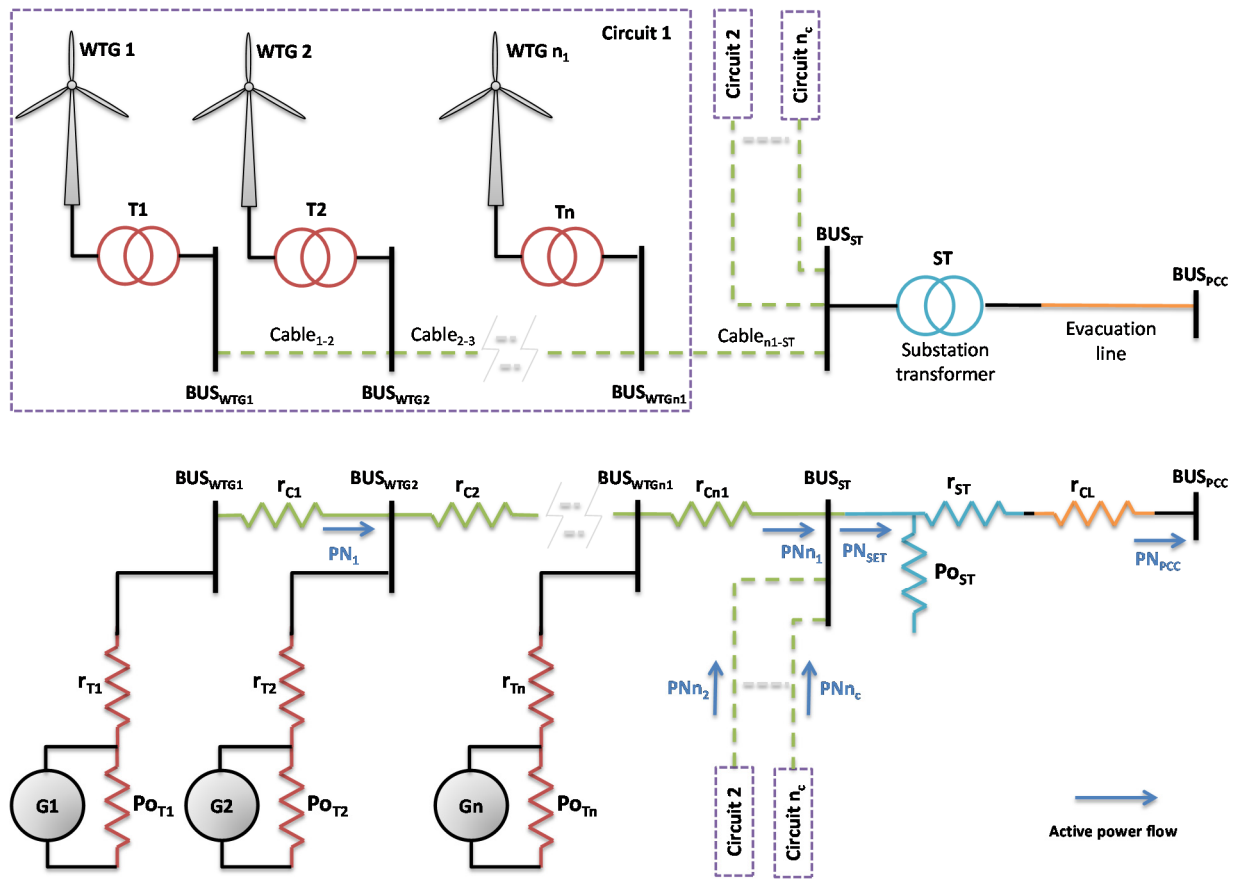 WTG 1
WTG 2
WTG n1
Circuit 1
Circuit 2
Circuit nc
T1
T2
Tn
BUSST
ST
BUSPCC
Cable1-2
Cable2-3
Cablen1-ST
Substation
transformer
Evacuation
line
BUSWTG1
BUSWTG2
BUSWTGn1
BUSWTG1
rC1
BUSWTG2
rC2
BUSWTGn1
rCn1
BUSST
rST
rCL
BUSPCC
PN1
PNn1
PNSET
PNPCC
PoST
rT1
rT2
rTn
PNn2
PNnc
G1
PoT1
G2
PoT2
Gn
PoTn
Circuit 2
Circuit nc
Active power flow